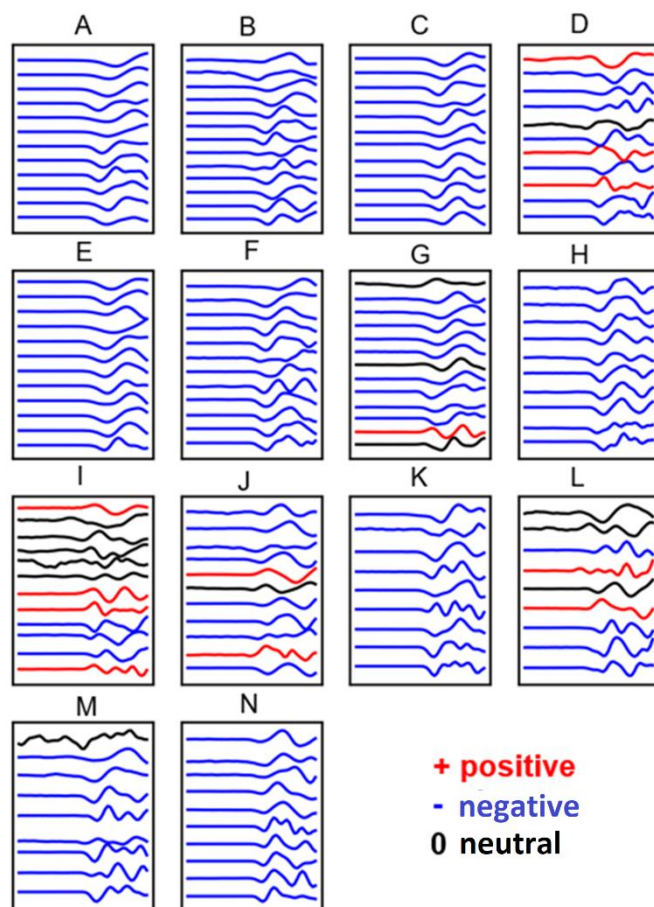 A B C D
E F G H
I J K L
M N
+ positive
- negative
0 neutral